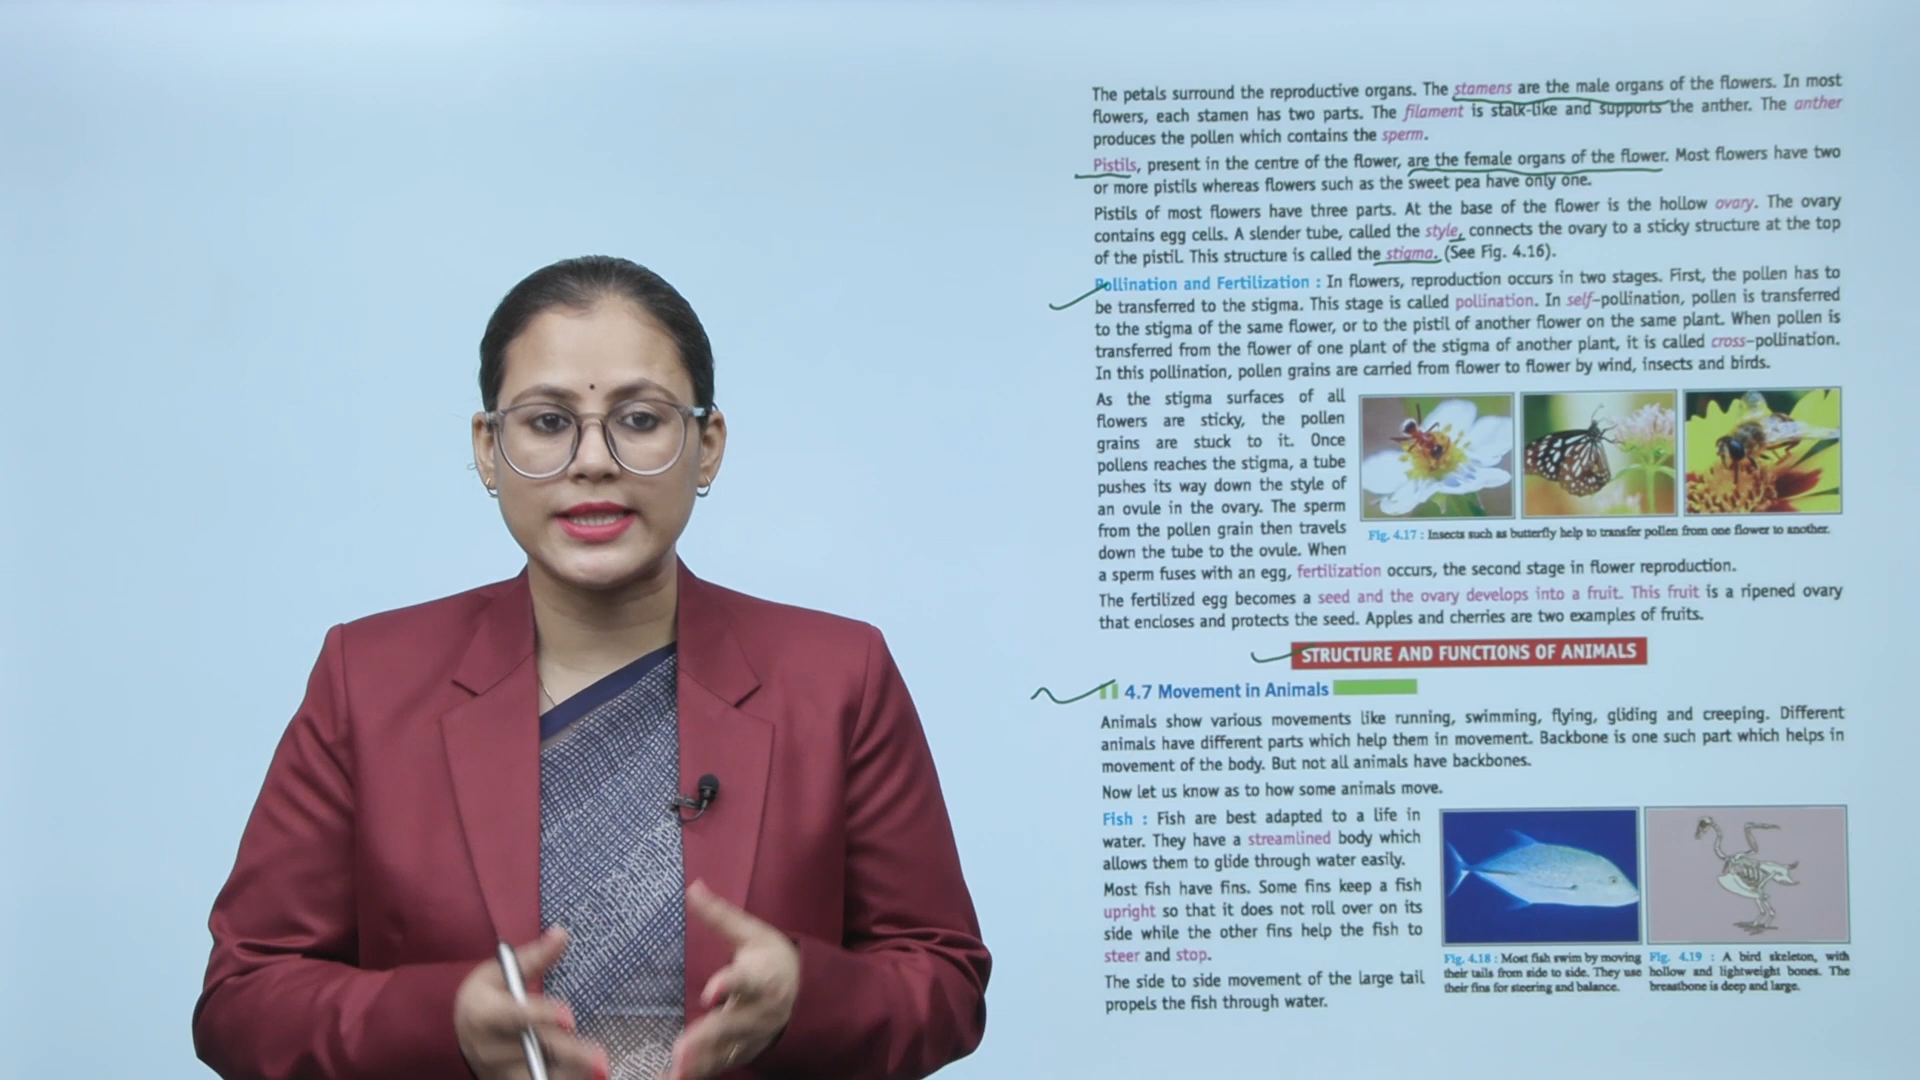 The petals surround the reproductive organs. The stamens are the male organs of the flowers. In most
flowers, each stamen has two parts. The filament is stalk-like and supports the anther. The anther
produces the pollen which contains the sperm.
Pistils, present in the centre of the flower, are the female organs of the flower. Most flowers have two
or more pistils whereas flowers such as the sweet pea have only one.
Pistils of most flowers have three parts. At the base of the flower is the hollow ovary. The ovary
contains egg cells. A slender tube, called the style, connects the ovary to a sticky structure at the top
of the pistil. This structure is called the stigma. (See Fig. 4.16).
Pollination and Fertilization : In flowers, reproduction occurs in two stages. First, the pollen has to
be transferred to the stigma. This stage is called pollination. In self-pollination, pollen is transferred
to the stigma of the same flower, or to the pistil of another flower on the same plant. When pollen is
transferred from the flower of one plant of the stigma of another plant, it is called cross-pollination.
In this pollination, pollen grains are carried from flower to flower by wind, insects and birds.
As the stigma surfaces of all
flowers are sticky, the pollen
grains are stuck to it. Once
pollens reaches the stigma, a tube
pushes its way down the style of
an ovule in the ovary. The sperm
from the pollen grain then travels
down the tube to the ovule. When
a sperm fuses with an egg, fertilization occurs, the second stage in flower reproduction.
Fig. 4.17 : Insects such as butterfly help to transfer pollen from one flower to another.
The fertilized egg becomes a seed and the ovary develops into a fruit. This fruit is a ripened ovary
that encloses and protects the seed. Apples and cherries are two examples of fruits.
STRUCTURE AND FUNCTIONS OF ANIMALS
4.7 Movement in Animals
Animals show various movements like running, swimming, flying, gliding and creeping. Different
animals have different parts which help them in movement. Backbone is one such part which helps in
movement of the body. But not all animals have backbones.
Now let us know as to how some animals move.
Fish : Fish are best adapted to a life in
water. They have a streamlined body which
allows them to glide through water easily.
Most fish have fins. Some fins keep a fish
upright so that it does not roll over on its
side while the other fins help the fish to
steer and stop.
The side to side movement of the large tail
propels the fish through water.
Fig. 4.18 : Most fish swim by moving
their tails from side to side. They use
their fins for steering and balance.
Fig. 4.19 : A bird skeleton, with
hollow and lightweight bones. The
breastbone is deep and large.